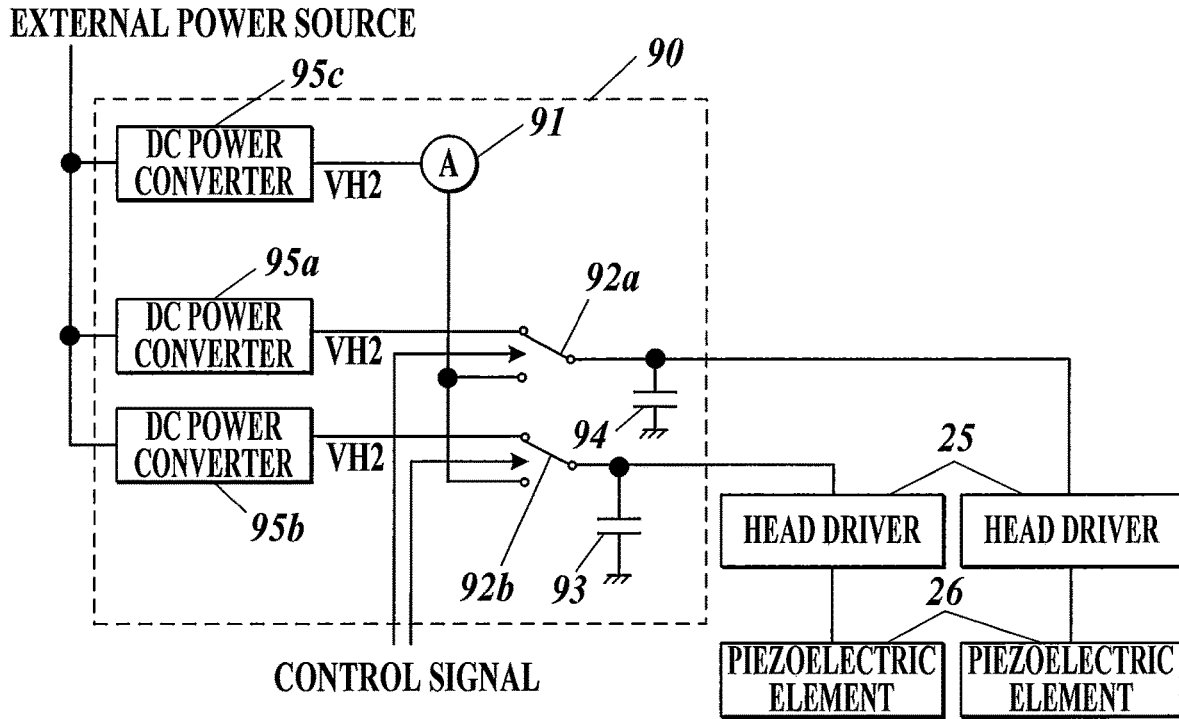 EXTERNAL POWER SOURCE
95c
90
91
DC POWER
CONVERTER
VH2
A
95a
92a
DC POWER
CONVERTER
VH2
94
DC POWER
CONVERTER
VH2
25
95b
92b
93
HEAD DRIVER
HEAD DRIVER
26
CONTROL SIGNAL
PIEZOELECTRIC
ELEMENT
PIEZOELECTRIC
ELEMENT